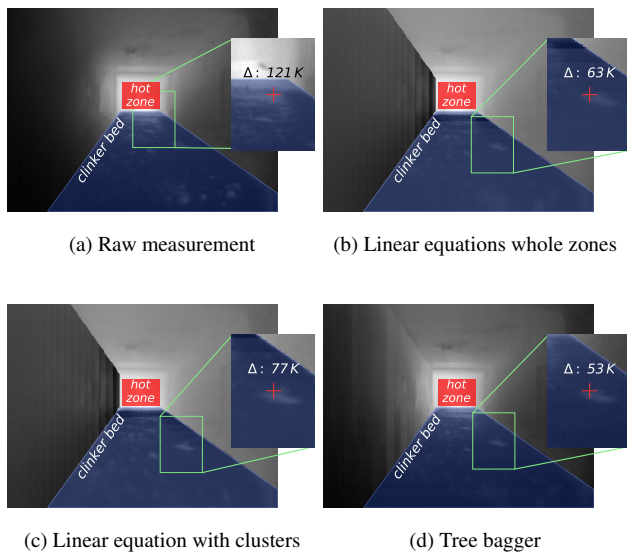 hot
zone
clinker bed
Δ: 121 K
(a) Raw measurement
hot
zone
clinker bed
Δ: 63 K
(b) Linear equations whole zones
hot
zone
clinker bed
Δ: 77 K
(c) Linear equation with clusters
hot
zone
clinker bed
Δ: 53 K
(d) Tree bagger